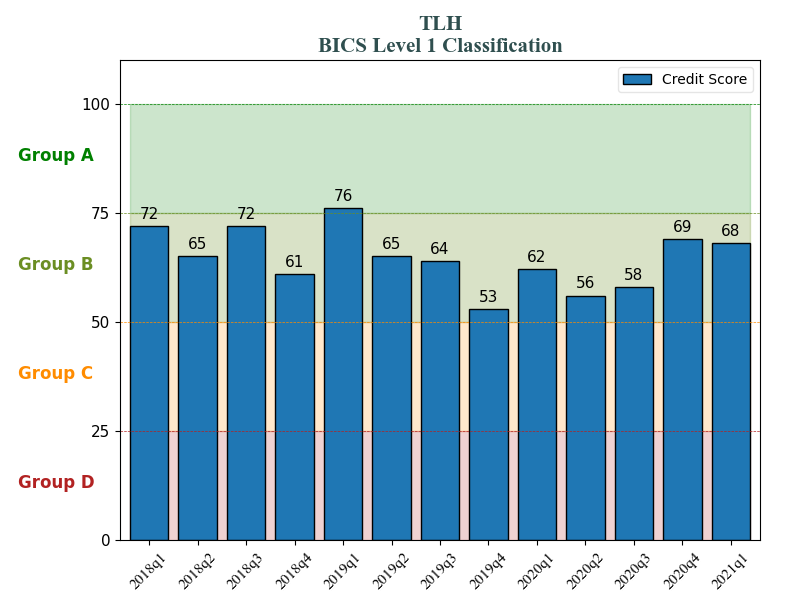 TLH
BICS Level 1 Classification
Credit Score
100
Group A
76
75
72
72
69
68
65
65
64
62
61
58
56
53
Group B
50
Group C
25
Group D
0
2018q1
2018q2
2018q3
2018q4
2019q1
2019q2
2019q3
2019q4
2020q1
2020q2
2020q3
2020q4
2021q1